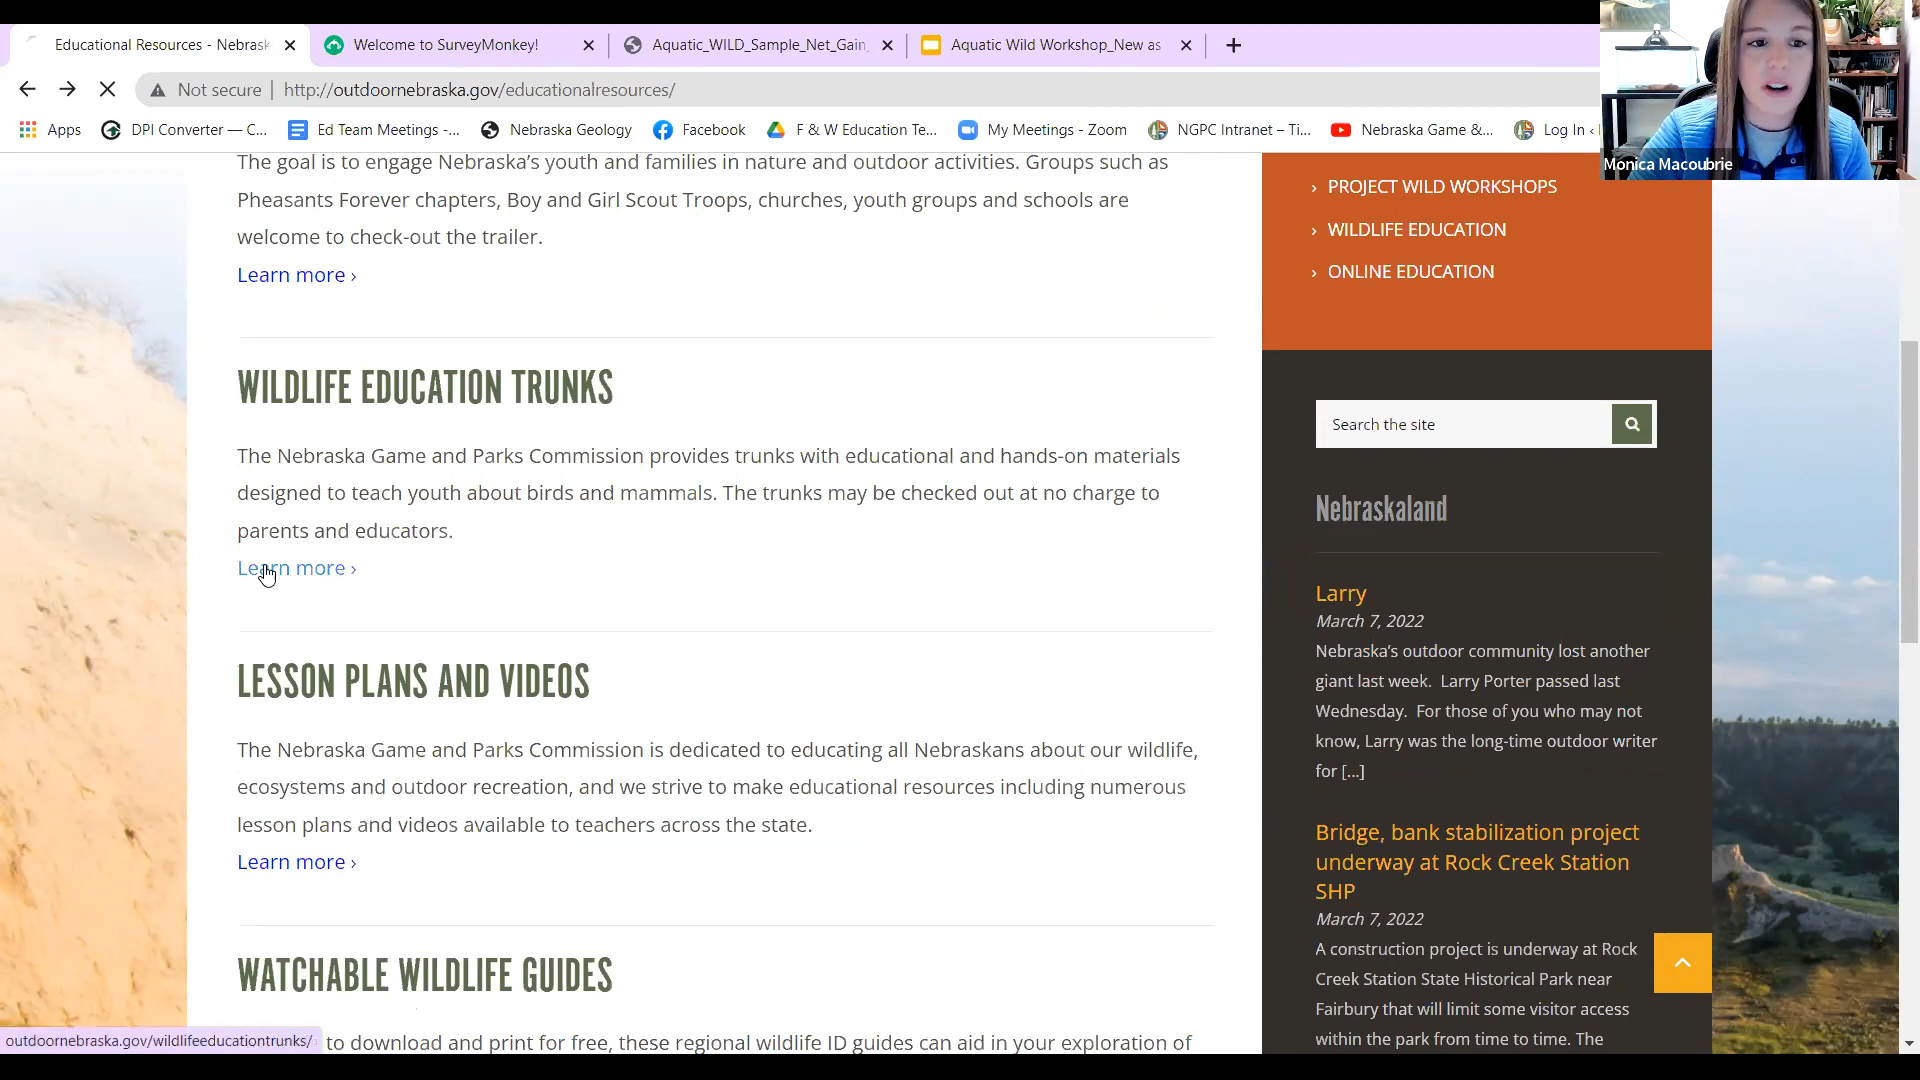 Educational Resources - Nebrask
Welcome to SurveyMonkey!
Aquatic_WILD_Sample_Net_Gain
Aquatic Wild Workshop_New as
Not secure
http://outdoornebraska.gov/educationalresources/
Apps
DPI Converter — C...
Ed Team Meetings -...
Nebraska Geology
Facebook
F & W Education Te...
My Meetings - Zoom
NGPC Intranet – Ti...
Nebraska Game &...
Log In ‹
Monica Macoubrie
The goal is to engage Nebraska’s youth and families in nature and outdoor activities. Groups such as
Pheasants Forever chapters, Boy and Girl Scout Troops, churches, youth groups and schools are
welcome to check-out the trailer.
Learn more ›
WILDLIFE EDUCATION TRUNKS
The Nebraska Game and Parks Commission provides trunks with educational and hands-on materials
designed to teach youth about birds and mammals. The trunks may be checked out at no charge to
parents and educators.
Learn more ›
LESSON PLANS AND VIDEOS
The Nebraska Game and Parks Commission is dedicated to educating all Nebraskans about our wildlife,
ecosystems and outdoor recreation, and we strive to make educational resources including numerous
lesson plans and videos available to teachers across the state.
Learn more ›
WATCHABLE WILDLIFE GUIDES
to download and print for free, these regional wildlife ID guides can aid in your exploration of
outdoornebraska.gov/wildlifeeducationtrunks/
› PROJECT WILD WORKSHOPS
› WILDLIFE EDUCATION
› ONLINE EDUCATION
Search the site
Nebraskaland
Larry
March 7, 2022
Nebraska’s outdoor community lost another
giant last week.  Larry Porter passed last
Wednesday.  For those of you who may not
know, Larry was the long-time outdoor writer
for [...]
Bridge, bank stabilization project
underway at Rock Creek Station
SHP
March 7, 2022
A construction project is underway at Rock
Creek Station State Historical Park near
Fairbury that will limit some visitor access
within the park from time to time. The